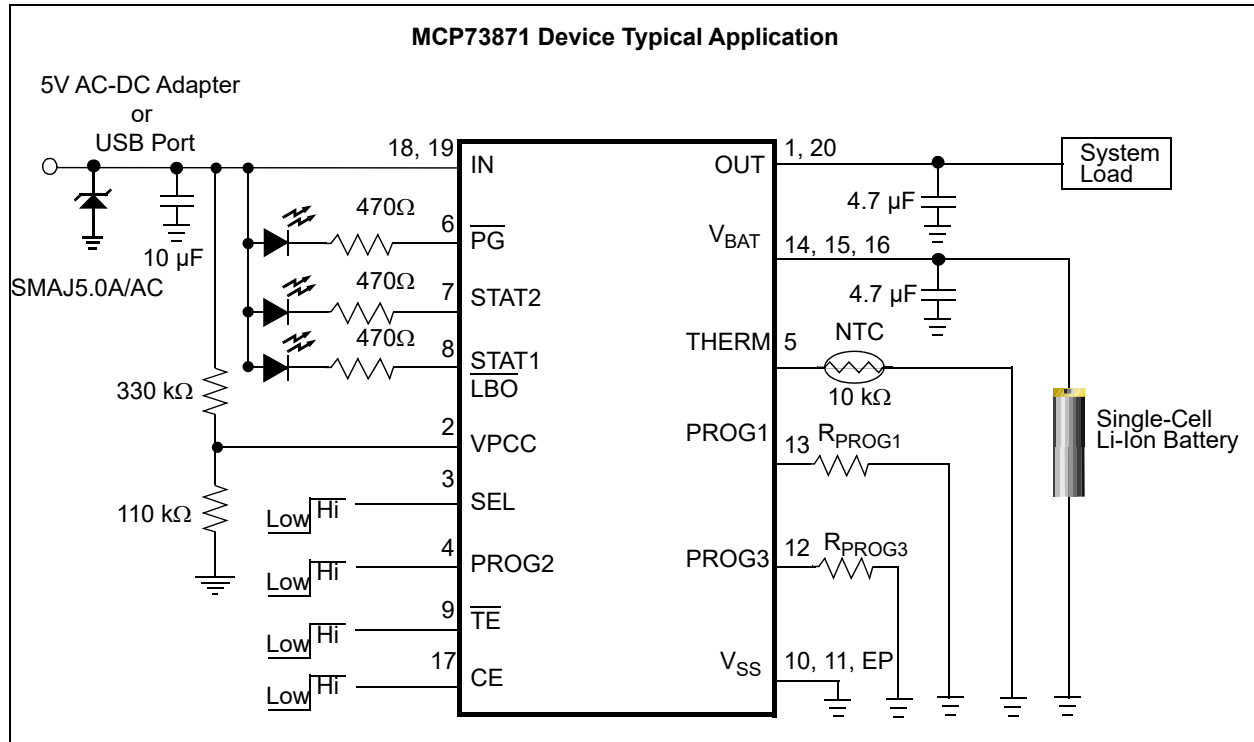 MCP73871 Device Typical Application
5V AC-DC Adapter
or
USB Port
18, 19
IN
OUT
1, 20
System
Load
470Ω
6
P̅G̅
4.7 µF
10 µF
VBAT
14, 15, 16
SMAJ5.0A/AC
470Ω
7
STAT2
4.7 µF
470Ω
8
STAT1
L̅B̅O̅
THERM
5
NTC
10 kΩ
330 kΩ
2
VPCC
PROG1
13
RPROG1
Single-Cell
Li-Ion Battery
3
SEL
Low
Hi
110 kΩ
4
PROG2
Low
Hi
PROG3
12
RPROG3
9
T̅E̅
Low
Hi
17
CE
Low
Hi
VSS
10, 11, EP